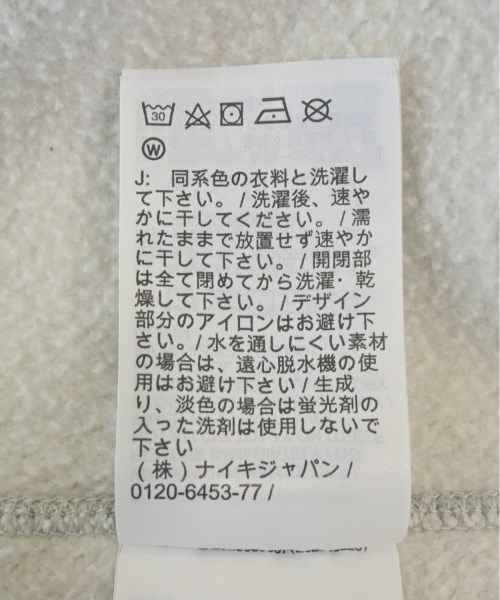 30
W
J: 同系色の衣料と洗濯し
て下さい。/ 洗濯後、速や
かに干してください。/ 濡
れたままで放置せず速やか
に干して下さい。/ 開閉部
は全て閉めてから洗濯・乾
燥して下さい。/ デザイン
部分のアイロンはお避け下
さい。/ 水を通しにくい素材
の場合は、遠心脱水機の使
用はお避け下さい / 生成
り、淡色の場合は蛍光剤の
入った洗剤は使用しないで
下さい
(株)ナイキジャパン /
0120-6453-77 /